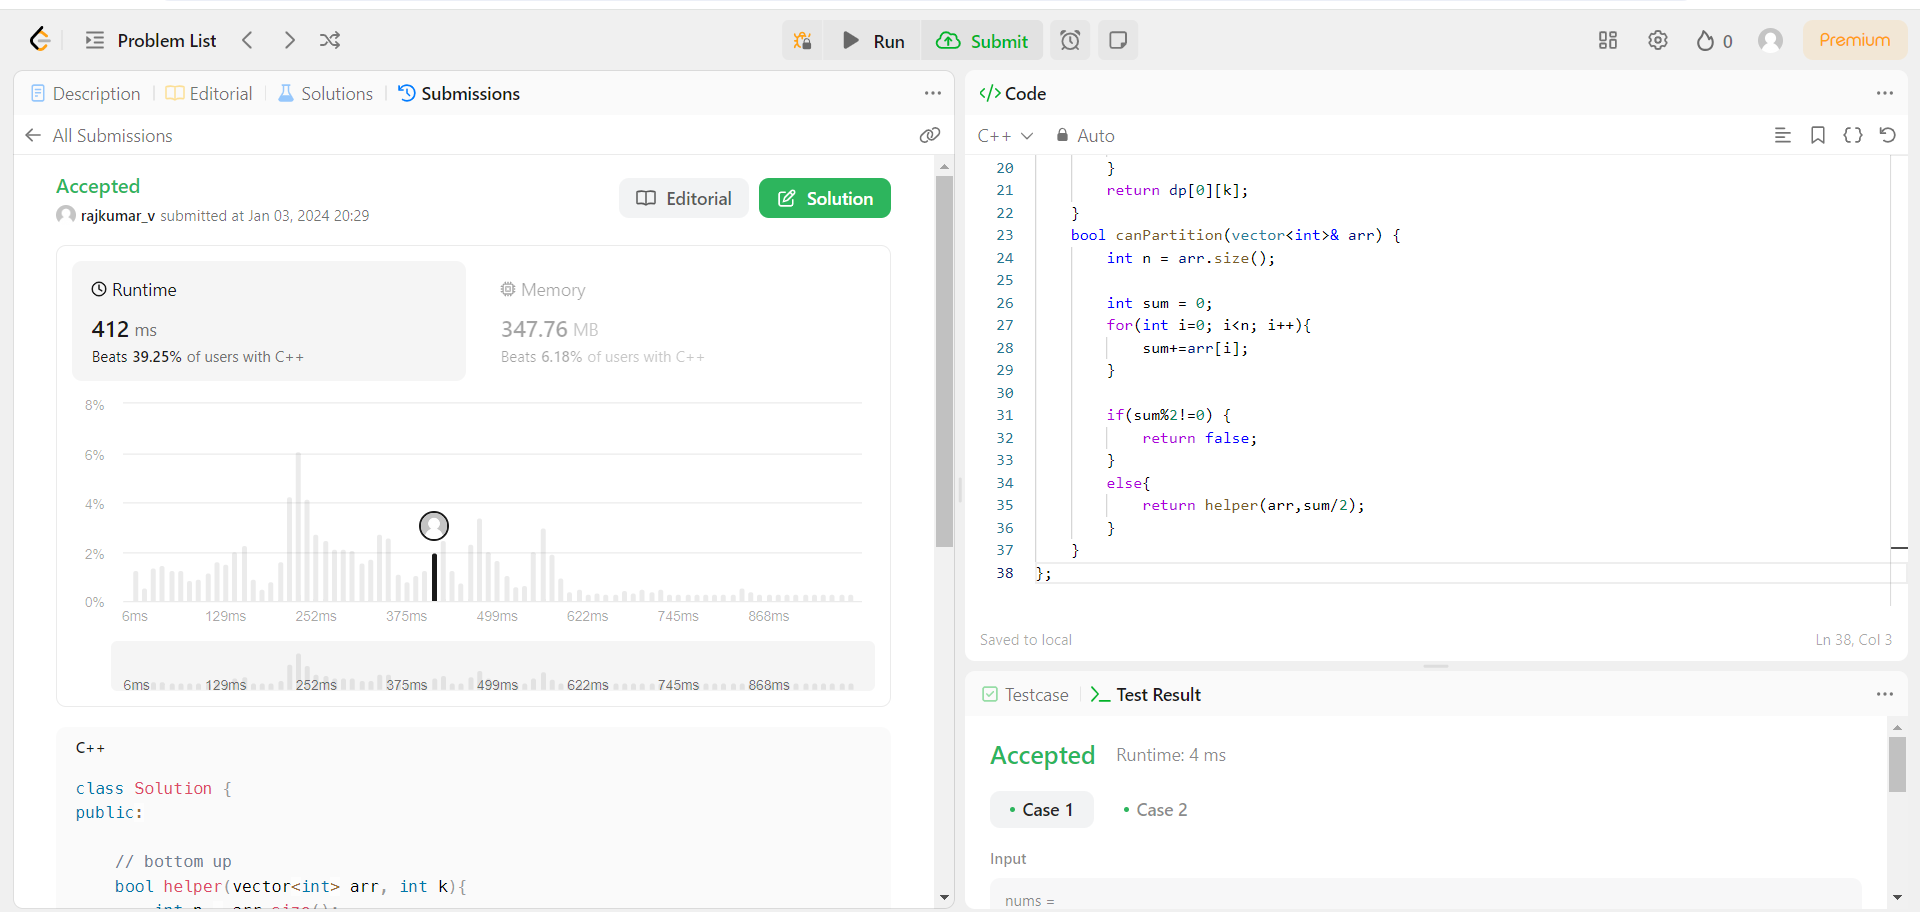 Problem List
Run
Submit
0
Premium
Description
Editorial
Solutions
Submissions
All Submissions
Accepted
rajkumar_v submitted at Jan 03, 2024 20:29
Editorial
Solution
Runtime
412 ms
Beats 39.25% of users with C++
Memory
347.76 MB
Beats 6.18% of users with C++
8%
6%
4%
2%
0%
6ms 129ms 252ms 375ms 499ms 622ms 745ms 868ms
6ms 129ms 252ms 375ms 499ms 622ms 745ms 868ms
C++
class Solution {
public:
// bottom up
bool helper(vector<int> arr, int k){
int n = arr.size();
Code
C++
Auto
20 }
21 return dp[0][k];
22 }
23 bool canPartition(vector<int>& arr) {
24 int n = arr.size();
25
26 int sum = 0;
27 for(int i=0; i<n; i++){
28 sum+=arr[i];
29 }
30
31 if(sum%2!=0) {
32 return false;
33 }
34 else{
35 return helper(arr,sum/2);
36 }
37 }
38 };
Saved to local
Ln 38, Col 3
Testcase
Test Result
Accepted Runtime: 4 ms
• Case 1 • Case 2
Input
nums =